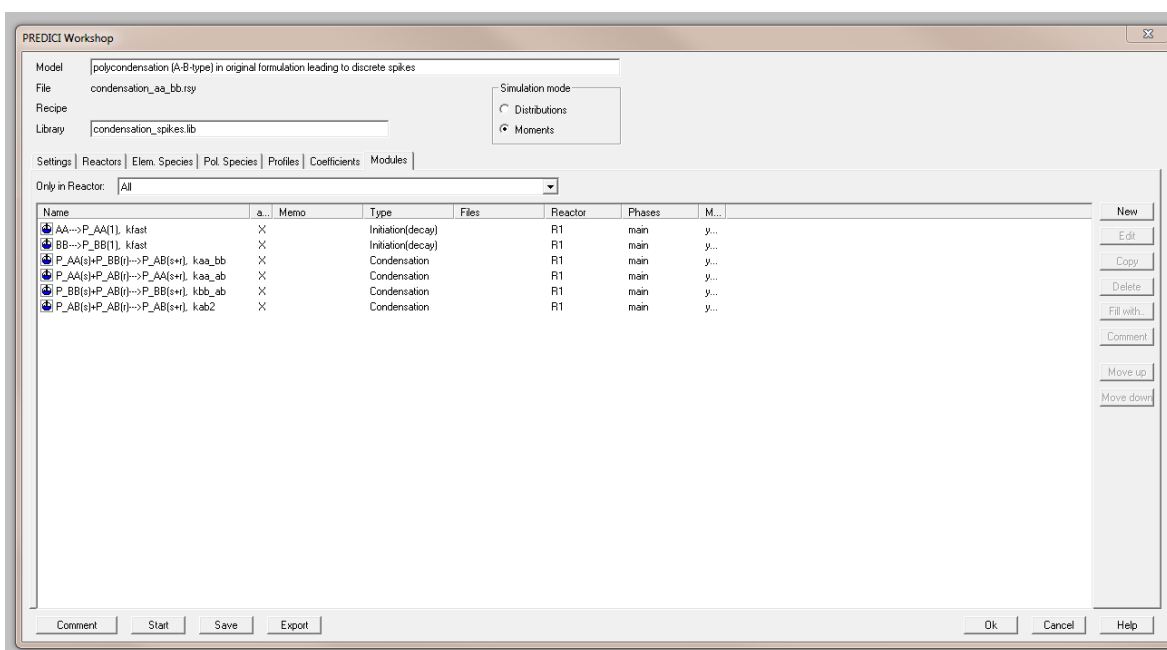 PREDICI Workshop
Model polycondensation (A-B-type) in original formulation leading to discrete spikes
File condensation_aa_bb.rsy Simulation mode
Recipe Distributions
Library condensation_spikes.lib Moments
Settings Reactors Elem. Species Pol. Species Profiles Coefficients Modules
Only in Reactor: All
Name a... Memo Type Files Reactor Phases M... New
AA--->P_AA(1), kfast X Initiation(decay) R1 main y...
Edit
BB--->P_BB(1), kfast X Initiation(decay) R1 main y...
P_AA(s)+P_BB(r)--->P_AB(s+r), kaa_bb X Condensation R1 main y... Copy
P_AA(s)+P_AB(r)--->P_AA(s+r), kaa_ab X Condensation R1 main y...
P_BB(s)+P_AB(r)--->P_BB(s+r), kbb_ab X Condensation R1 main y... Delete
P_AB(s)+P_AB(r)--->P_AB(s+r), kab2 X Condensation R1 main y... Fill with..
Comment
Move up
Move down
Comment Start Save Export Ok Cancel Help